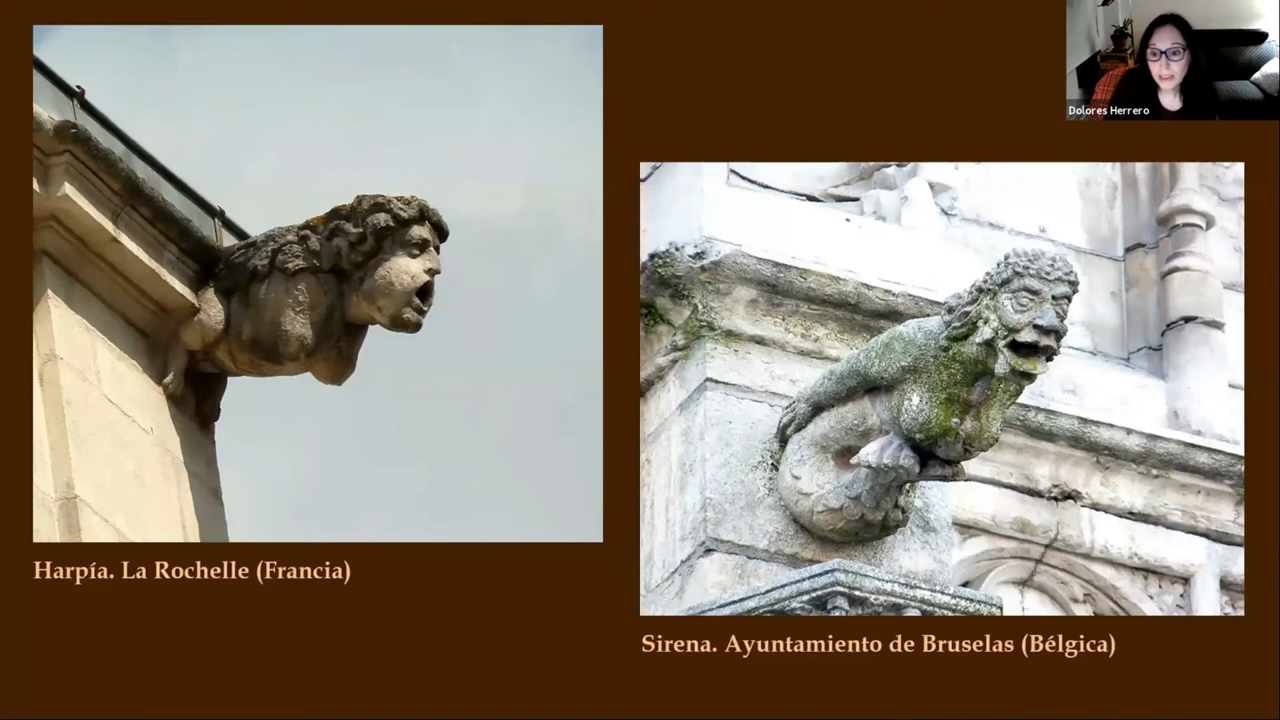 Dolores Herrero
Harpía. La Rochelle (Francia)
Sirena. Ayuntamiento de Bruselas (Bélgica)